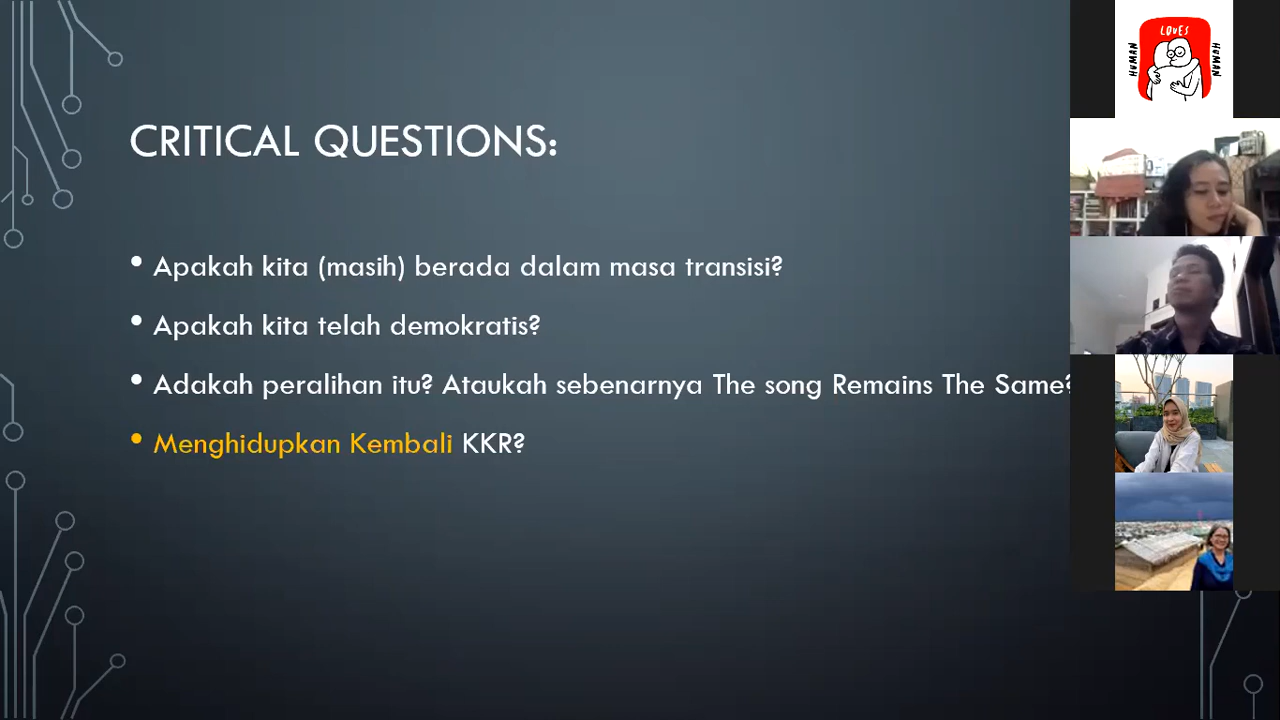 CRITICAL QUESTIONS:
• Apakah kita (masih) berada dalam masa transisi?
• Apakah kita telah demokratis?
• Adakah peralihan itu? Ataukah sebenarnya The song Remains The Same?
• Menghidupkan Kembali KKR?
HUMAN
LOVES
HUMAN